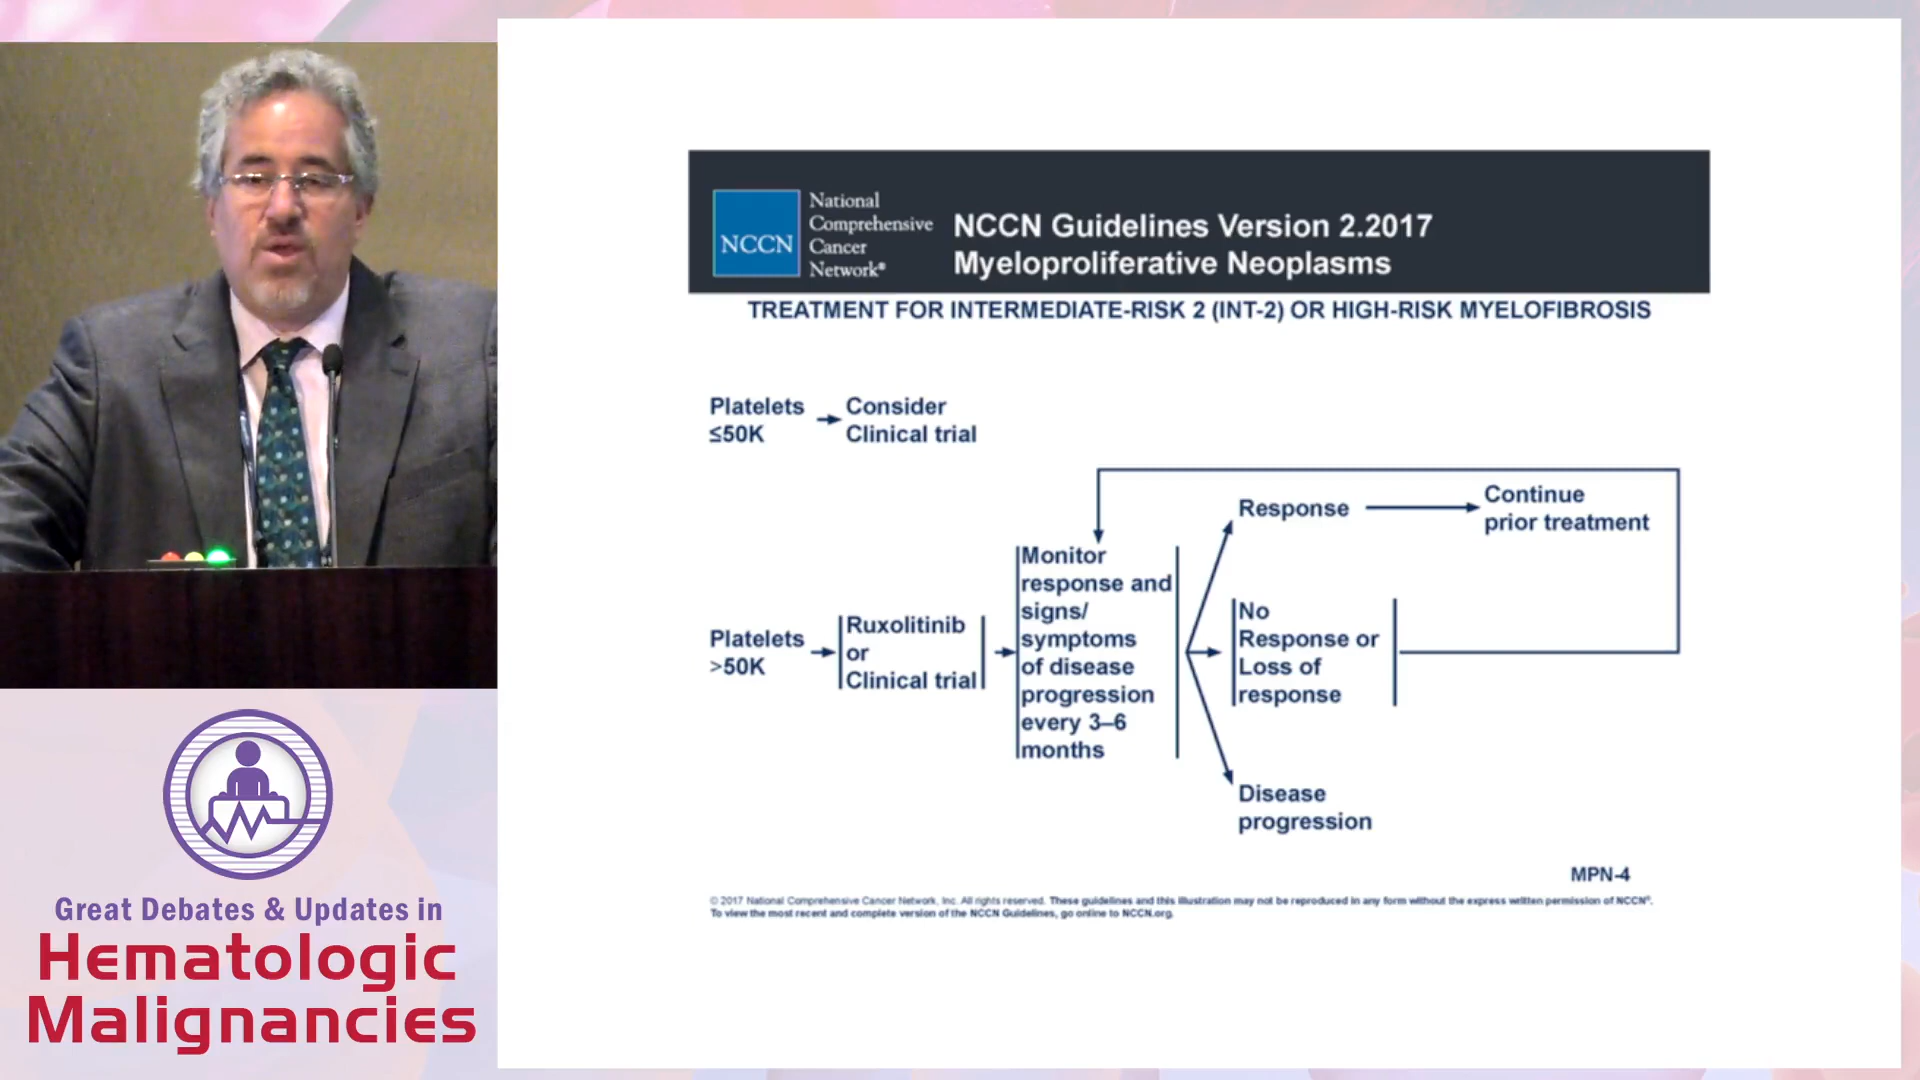 NCCN
National
Comprehensive
Cancer
Network®
NCCN Guidelines Version 2.2017
Myeloproliferative Neoplasms
TREATMENT FOR INTERMEDIATE-RISK 2 (INT-2) OR HIGH-RISK MYELOFIBROSIS
Platelets
≤50K
Consider
Clinical trial
Platelets
>50K
Ruxolitinib
or
Clinical trial
Monitor
response and
signs/
symptoms
of disease
progression
every 3–6
months
Response
Continue
prior treatment
No
Response or
Loss of
response
Disease
progression
MPN-4
© 2017 National Comprehensive Cancer Network, Inc. All rights reserved. These guidelines and this illustration may not be reproduced in any form without the express written permission of NCCN®.
To view the most recent and complete version of the NCCN Guidelines, go online to NCCN.org.
Great Debates & Updates in
Hematologic
Malignancies